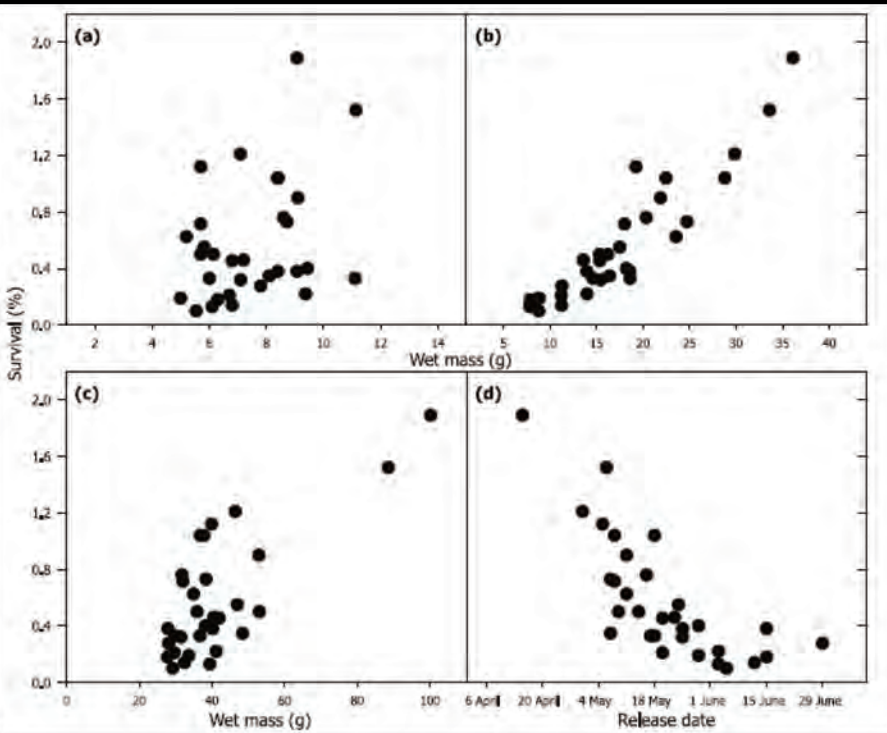 (a)
(b)
2.0
1.6
1.2
0.8
0.4
0.0
2 4 6 8 10 12 14
5 10 15 20 25 30 35 40
Wet mass (g)
Survival (%)
(c)
(d)
2.0
1.6
1.2
0.8
0.4
0.0
0 20 40 60 80 100
6 April 20 April 4 May 18 May 1 June 15 June 29 June
Wet mass (g)
Release date